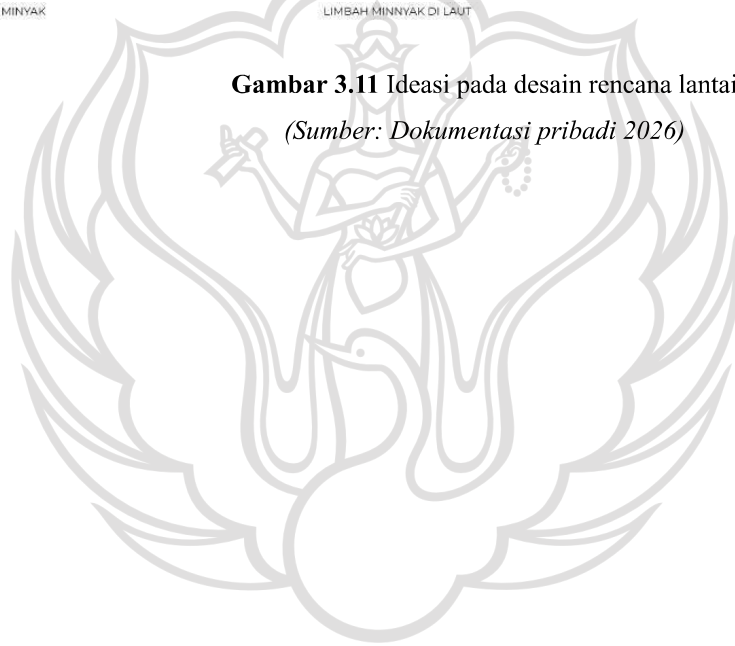 MINYAK
LIMBAH MINNYAK DI LAUT
Gambar 3.11 Ideasi pada desain rencana lantai
(Sumber: Dokumentasi pribadi 2026)